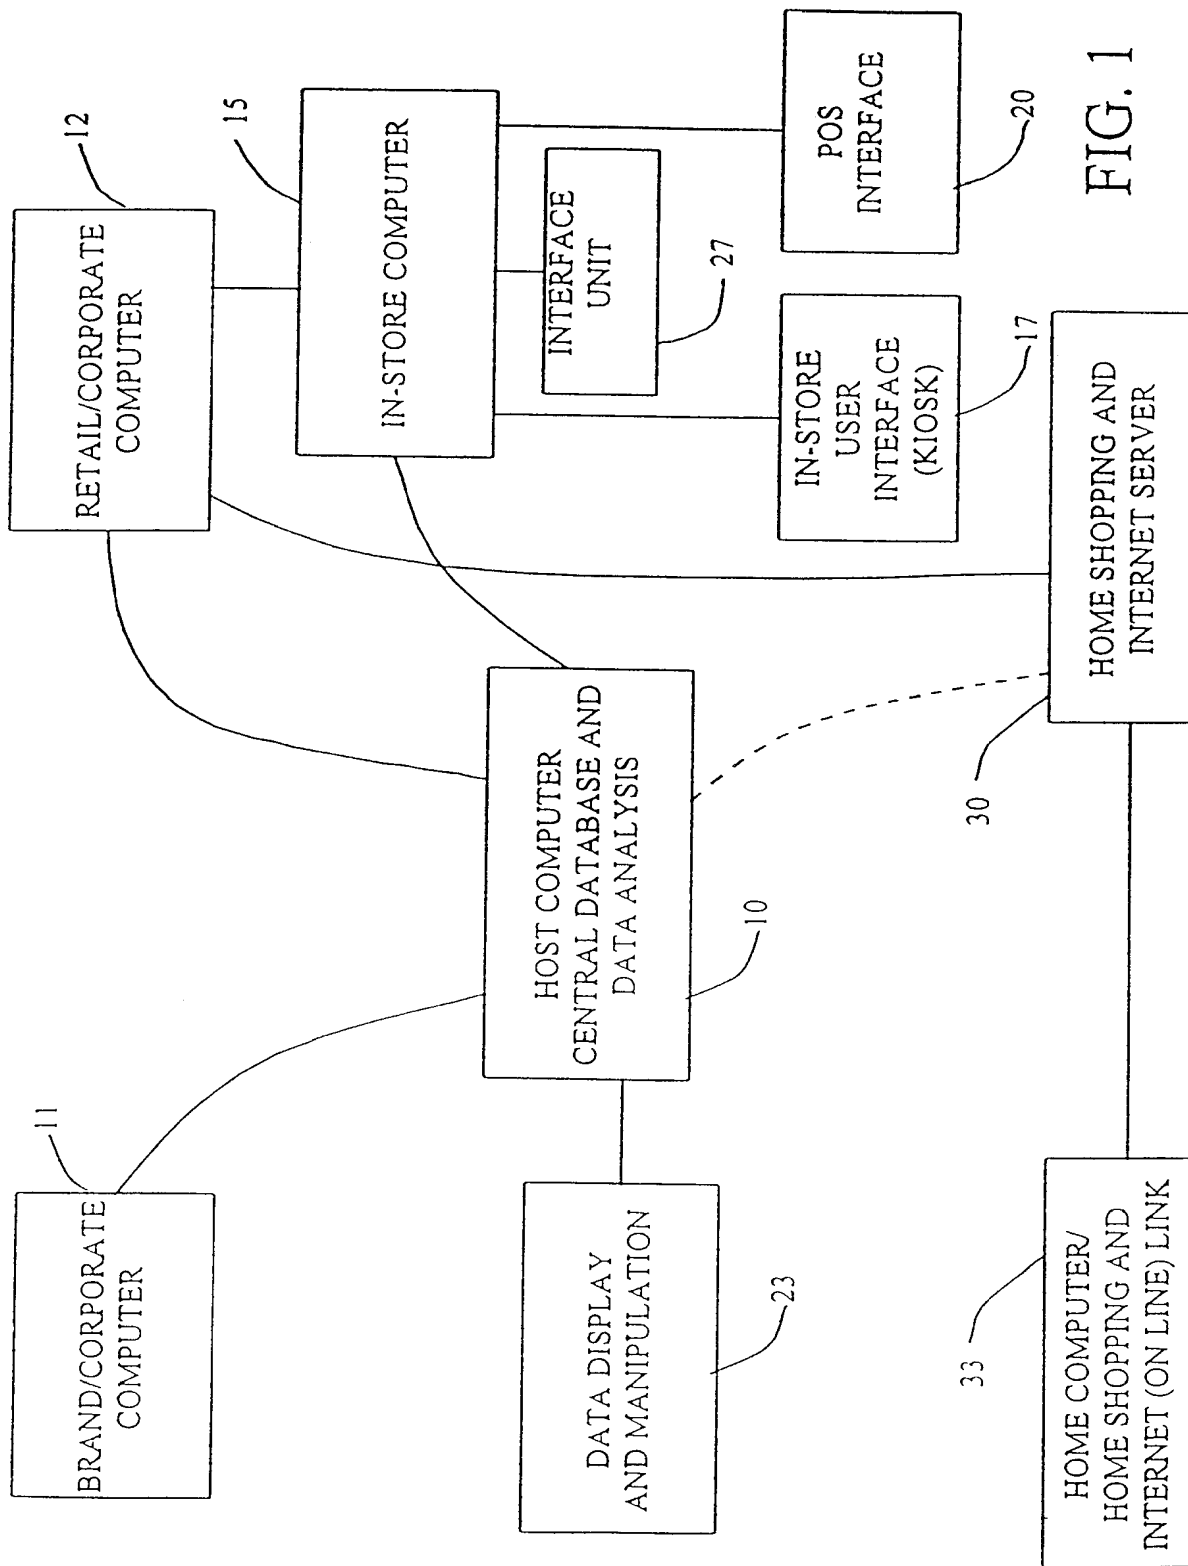 11
BRAND/CORPORATE
COMPUTER
12
RETAIL/CORPORATE
COMPUTER
15
IN-STORE COMPUTER
HOST COMPUTER
CENTRAL DATABASE AND
DATA ANALYSIS
10
DATA DISPLAY
AND MANIPULATION
23
INTERFACE
UNIT
27
IN-STORE
USER
INTERFACE
(KIOSK)
17
POS
INTERFACE
20
33
HOME COMPUTER/
HOME SHOPPING AND
INTERNET (ON LINE) LINK
30
HOME SHOPPING AND
INTERNET SERVER
FIG. 1